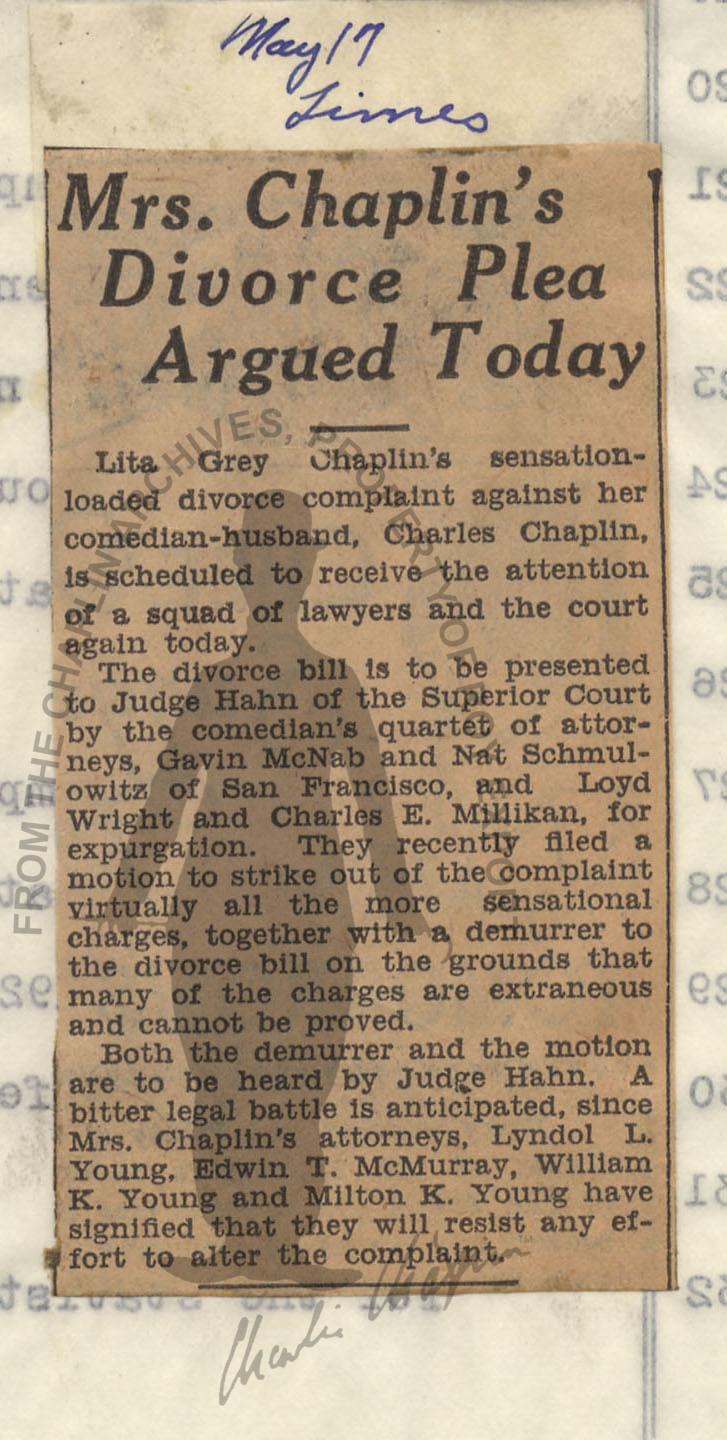 May 17
Times
Mrs. Chaplin's
Divorce Plea
Argued Today
Lita Grey Chaplin's sensation-
loaded divorce complaint against her
comedian-husband, Charles Chaplin,
is scheduled to receive the attention
of a squad of lawyers and the court
again today.
The divorce bill is to be presented
to Judge Hahn of the Superior Court
by the comedian's quartet of attor-
neys, Gavin McNab and Nat Schmul-
owitz of San Francisco, and Loyd
Wright and Charles E. Millikan, for
expurgation. They recently filed a
motion to strike out of the complaint
virtually all the more sensational
charges, together with a demurrer to
the divorce bill on the grounds that
many of the charges are extraneous
and cannot be proved.
Both the demurrer and the motion
are to be heard by Judge Hahn. A
bitter legal battle is anticipated, since
Mrs. Chaplin's attorneys, Lyndol L.
Young, Edwin T. McMurray, William
K. Young and Milton K. Young have
signified that they will resist any ef-
fort to alter the complaint.
FROM THE CHAPLIN ARCHIVES, PROPERTY OF
Charlie Chaplin